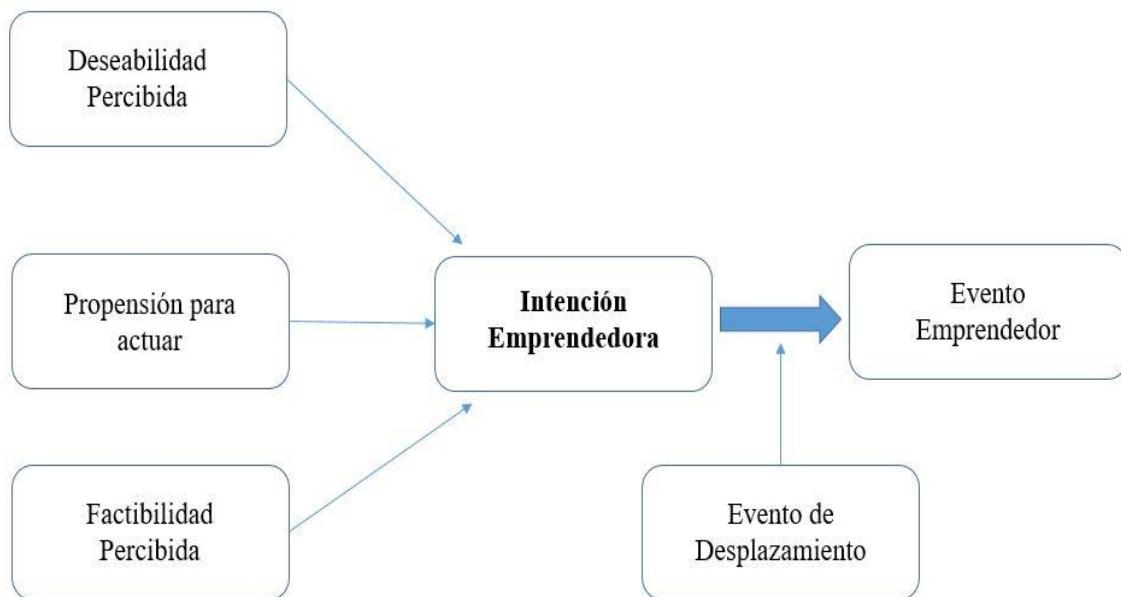 Deseabilidad
Percibida
Propensión para
actuar
Factibilidad
Percibida
Intención
Emprendedora
Evento
Emprendedor
Evento de
Desplazamiento